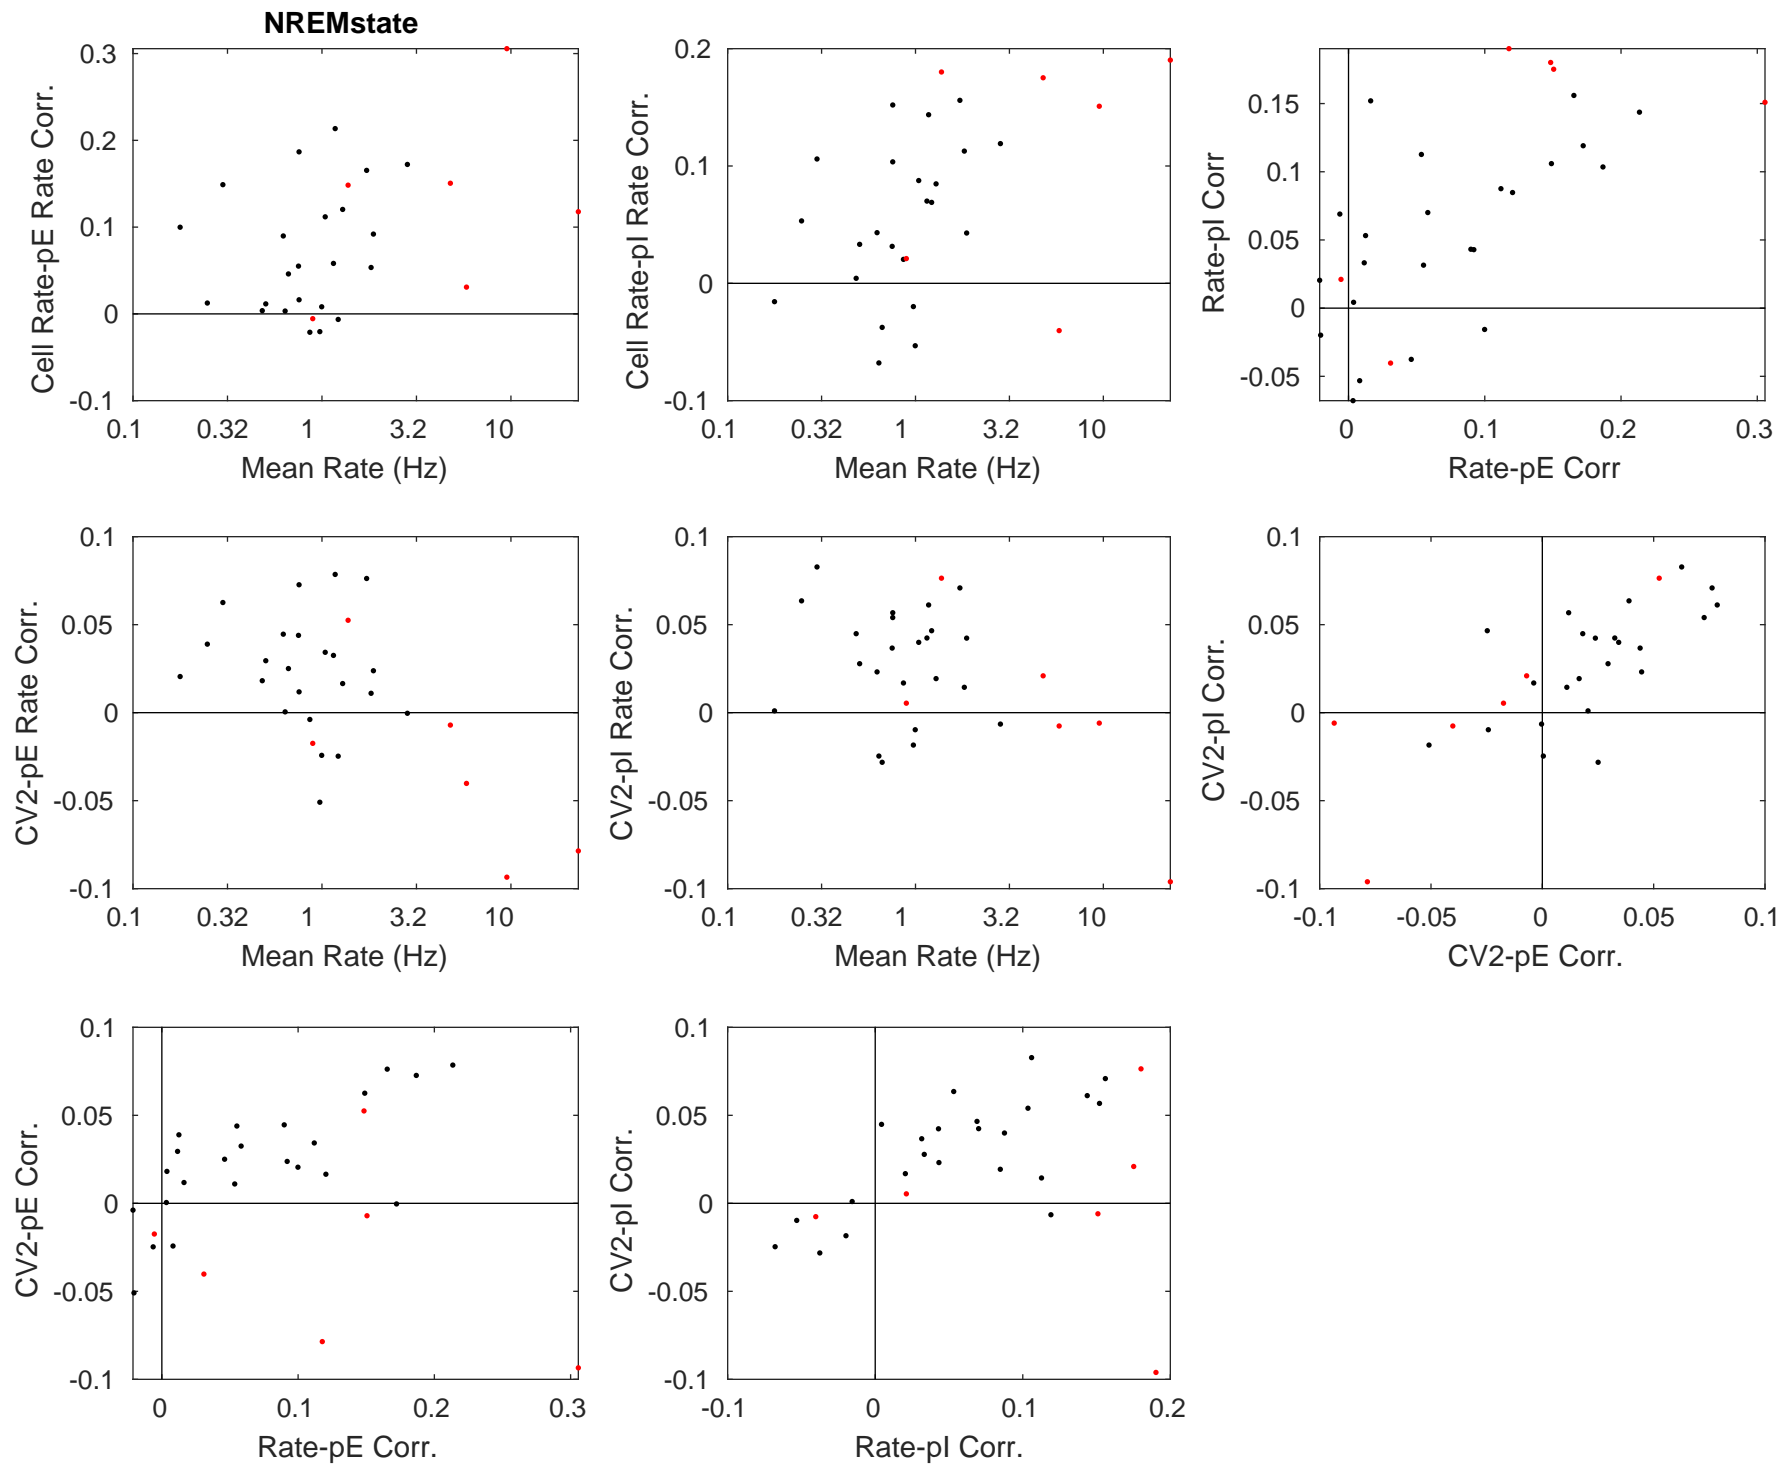 NREMstate
0.3
0.2
0.1
0
-0.1
Cell Rate-pE Rate Corr.
0.1 0.32 1 3.2 10
Mean Rate (Hz)
0.2
0.1
0
-0.1
Cell Rate-pI Rate Corr.
0.1 0.32 1 3.2 10
Mean Rate (Hz)
0.15
0.1
0.05
0
-0.05
Rate-pI Corr
0 0.1 0.2 0.3
Rate-pE Corr
0.1
0.05
0
-0.05
-0.1
CV2-pE Rate Corr.
0.1 0.32 1 3.2 10
Mean Rate (Hz)
0.1
0.05
0
-0.05
-0.1
CV2-pI Rate Corr.
0.1 0.32 1 3.2 10
Mean Rate (Hz)
0.1
0.05
0
-0.05
-0.1
CV2-pI Corr.
-0.1 -0.05 0 0.05 0.1
CV2-pE Corr.
0.1
0.05
0
-0.05
-0.1
CV2-pE Corr.
0 0.1 0.2 0.3
Rate-pE Corr.
0.1
0.05
0
-0.05
-0.1
CV2-pI Corr.
-0.1 0 0.1 0.2
Rate-pI Corr.